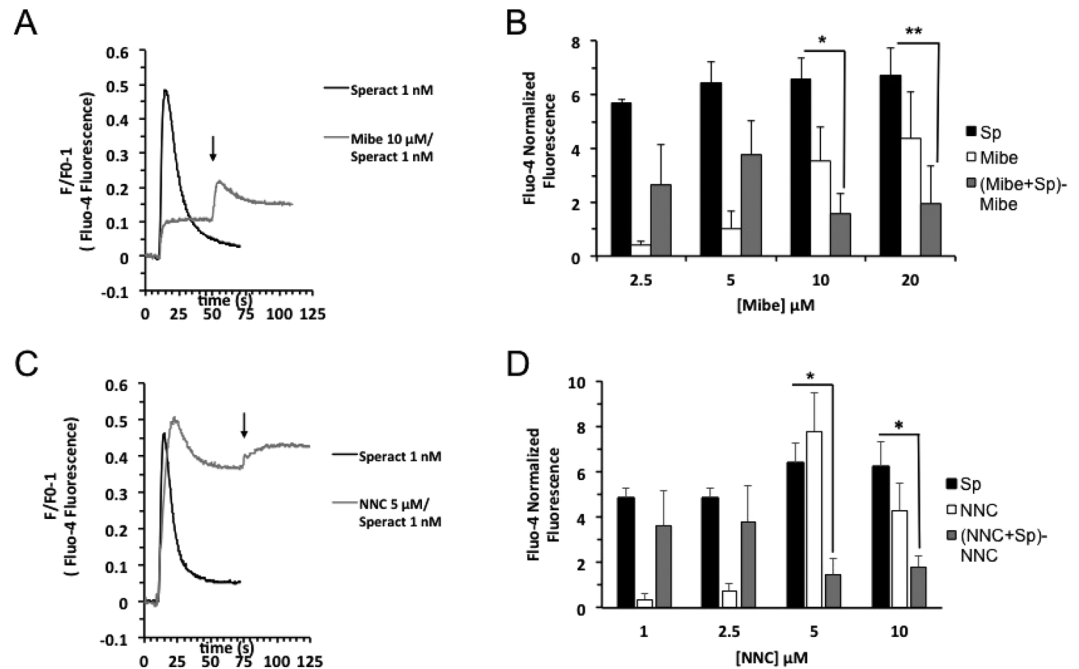 A
F/F0-1
( Fluo-4 Fluorescence)
0.6
0.5
0.4
0.3
0.2
0.1
0
-0.1
time (s)
0 25 50 75 100 125
Speract 1 nM
Mibe 10 µM/
Speract 1 nM
B
Fluo-4 Normalized
Fluorescence
8
6
4
2
0
* **
2.5 5 10 20
[Mibe] µM
Sp
Mibe
(Mibe+Sp)-
Mibe
C
F/F0-1
( Fluo-4 Fluorescence)
0.6
0.5
0.4
0.3
0.2
0.1
0
-0.1
time (s)
0 25 50 75 100 125
Speract 1 nM
NNC 5 µM/
Speract 1 nM
D
Fluo-4 Normalized
Fluorescence
10
8
6
4
2
0
* *
1 2.5 5 10
[NNC] µM
Sp
NNC
(NNC+Sp)-
NNC